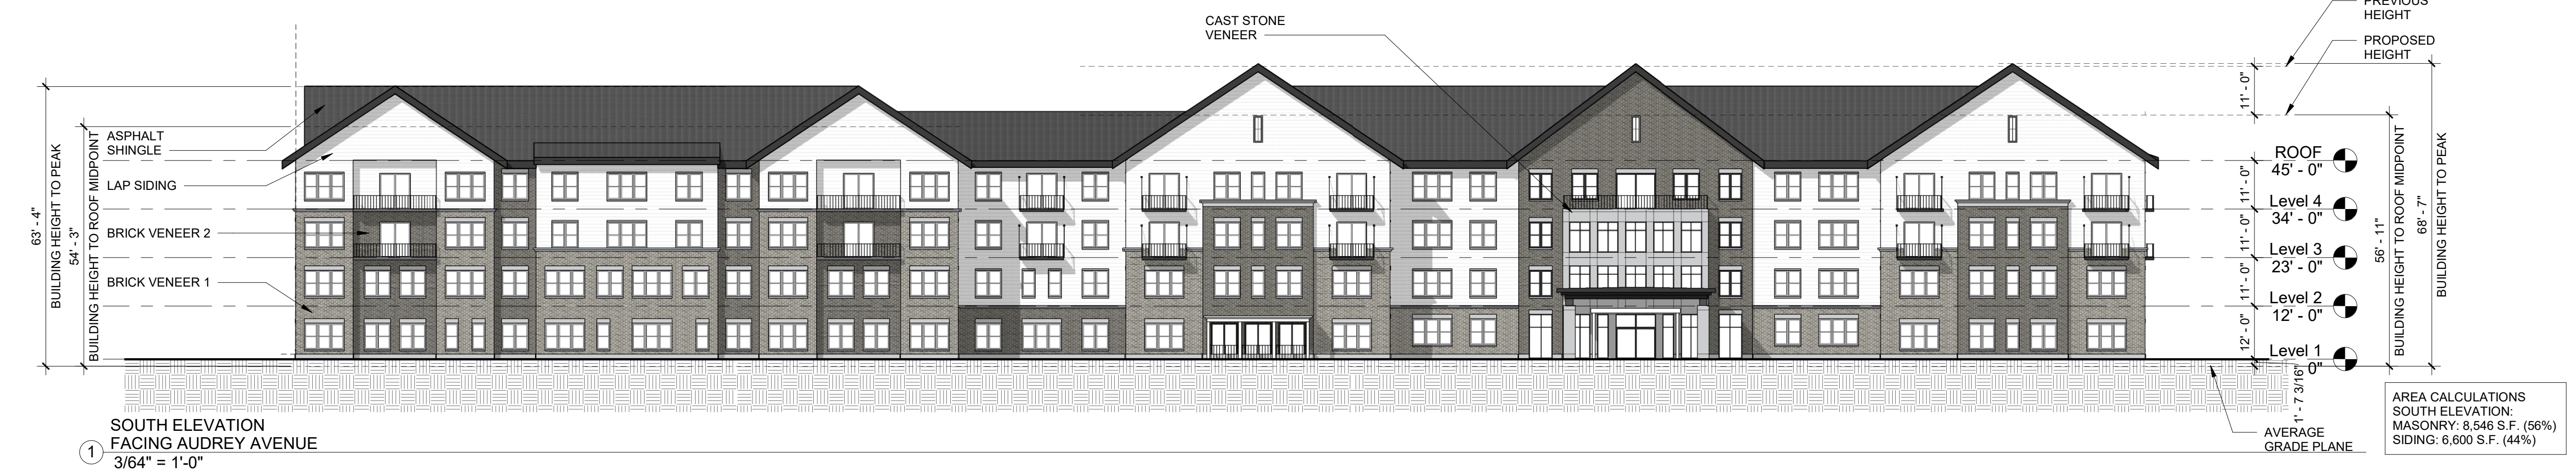 PREVIOUS
HEIGHT
CAST STONE
VENEER
PROPOSED
HEIGHT
ASPHALT
SHINGLE
LAP SIDING
BRICK VENEER 2
BRICK VENEER 1
63' - 4"
BUILDING HEIGHT TO PEAK
54' - 3"
BUILDING HEIGHT TO ROOF MIDPOINT
11' - 0"
11' - 0"
11' - 0"
11' - 0"
12' - 0"
1' - 7 3/16"
ROOF
45' - 0"
Level 4
34' - 0"
Level 3
23' - 0"
Level 2
12' - 0"
Level 1
0"
56' - 11"
BUILDING HEIGHT TO ROOF MIDPOINT
68' - 7"
BUILDING HEIGHT TO PEAK
AREA CALCULATIONS
SOUTH ELEVATION:
MASONRY: 8,546 S.F. (56%)
SIDING: 6,600 S.F. (44%)
AVERAGE
GRADE PLANE
1
SOUTH ELEVATION
FACING AUDREY AVENUE
3/64" = 1'-0"